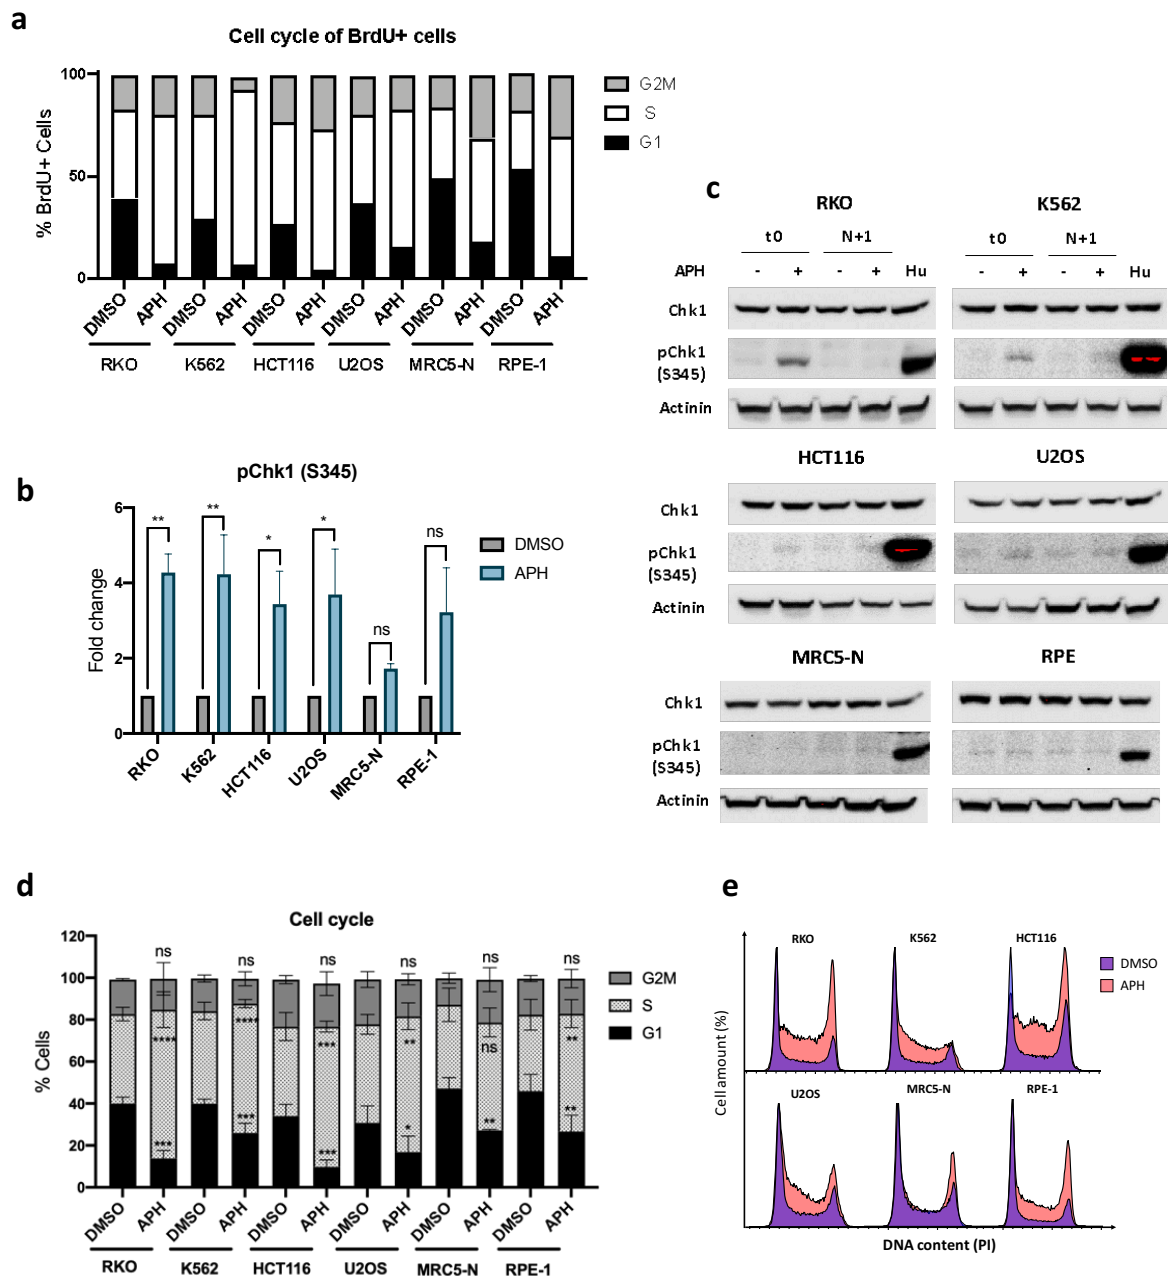 a
Cell cycle of BrdU+ cells
% BrdU+ Cells
100
50
0
G2M
S
G1
DMSO APH DMSO APH DMSO APH DMSO APH DMSO APH DMSO APH
RKO K562 HCT116 U2OS MRC5-N RPE-1
b
pChk1 (S345)
Fold change
6
4
2
0
** ** * * ns ns
DMSO
APH
RKO K562 HCT116 U2OS MRC5-N RPE-1
c
RKO K562
t0 N+1 t0 N+1
APH - + - + Hu - + - + Hu
Chk1
pChk1
(S345)
Actinin
HCT116 U2OS
Chk1
pChk1
(S345)
Actinin
MRC5-N RPE
Chk1
pChk1
(S345)
Actinin
d
Cell cycle
% Cells
120
100
80
60
40
20
0
ns ns ns ns ns ns
**** **** *** ** ns **
*** *** *** * ** **
G2M
S
G1
DMSO APH DMSO APH DMSO APH DMSO APH DMSO APH DMSO APH
RKO K562 HCT116 U2OS MRC5-N RPE-1
e
Cell amount (%)
RKO K562 HCT116
DMSO
APH
U2OS MRC5-N RPE-1
DNA content (PI)